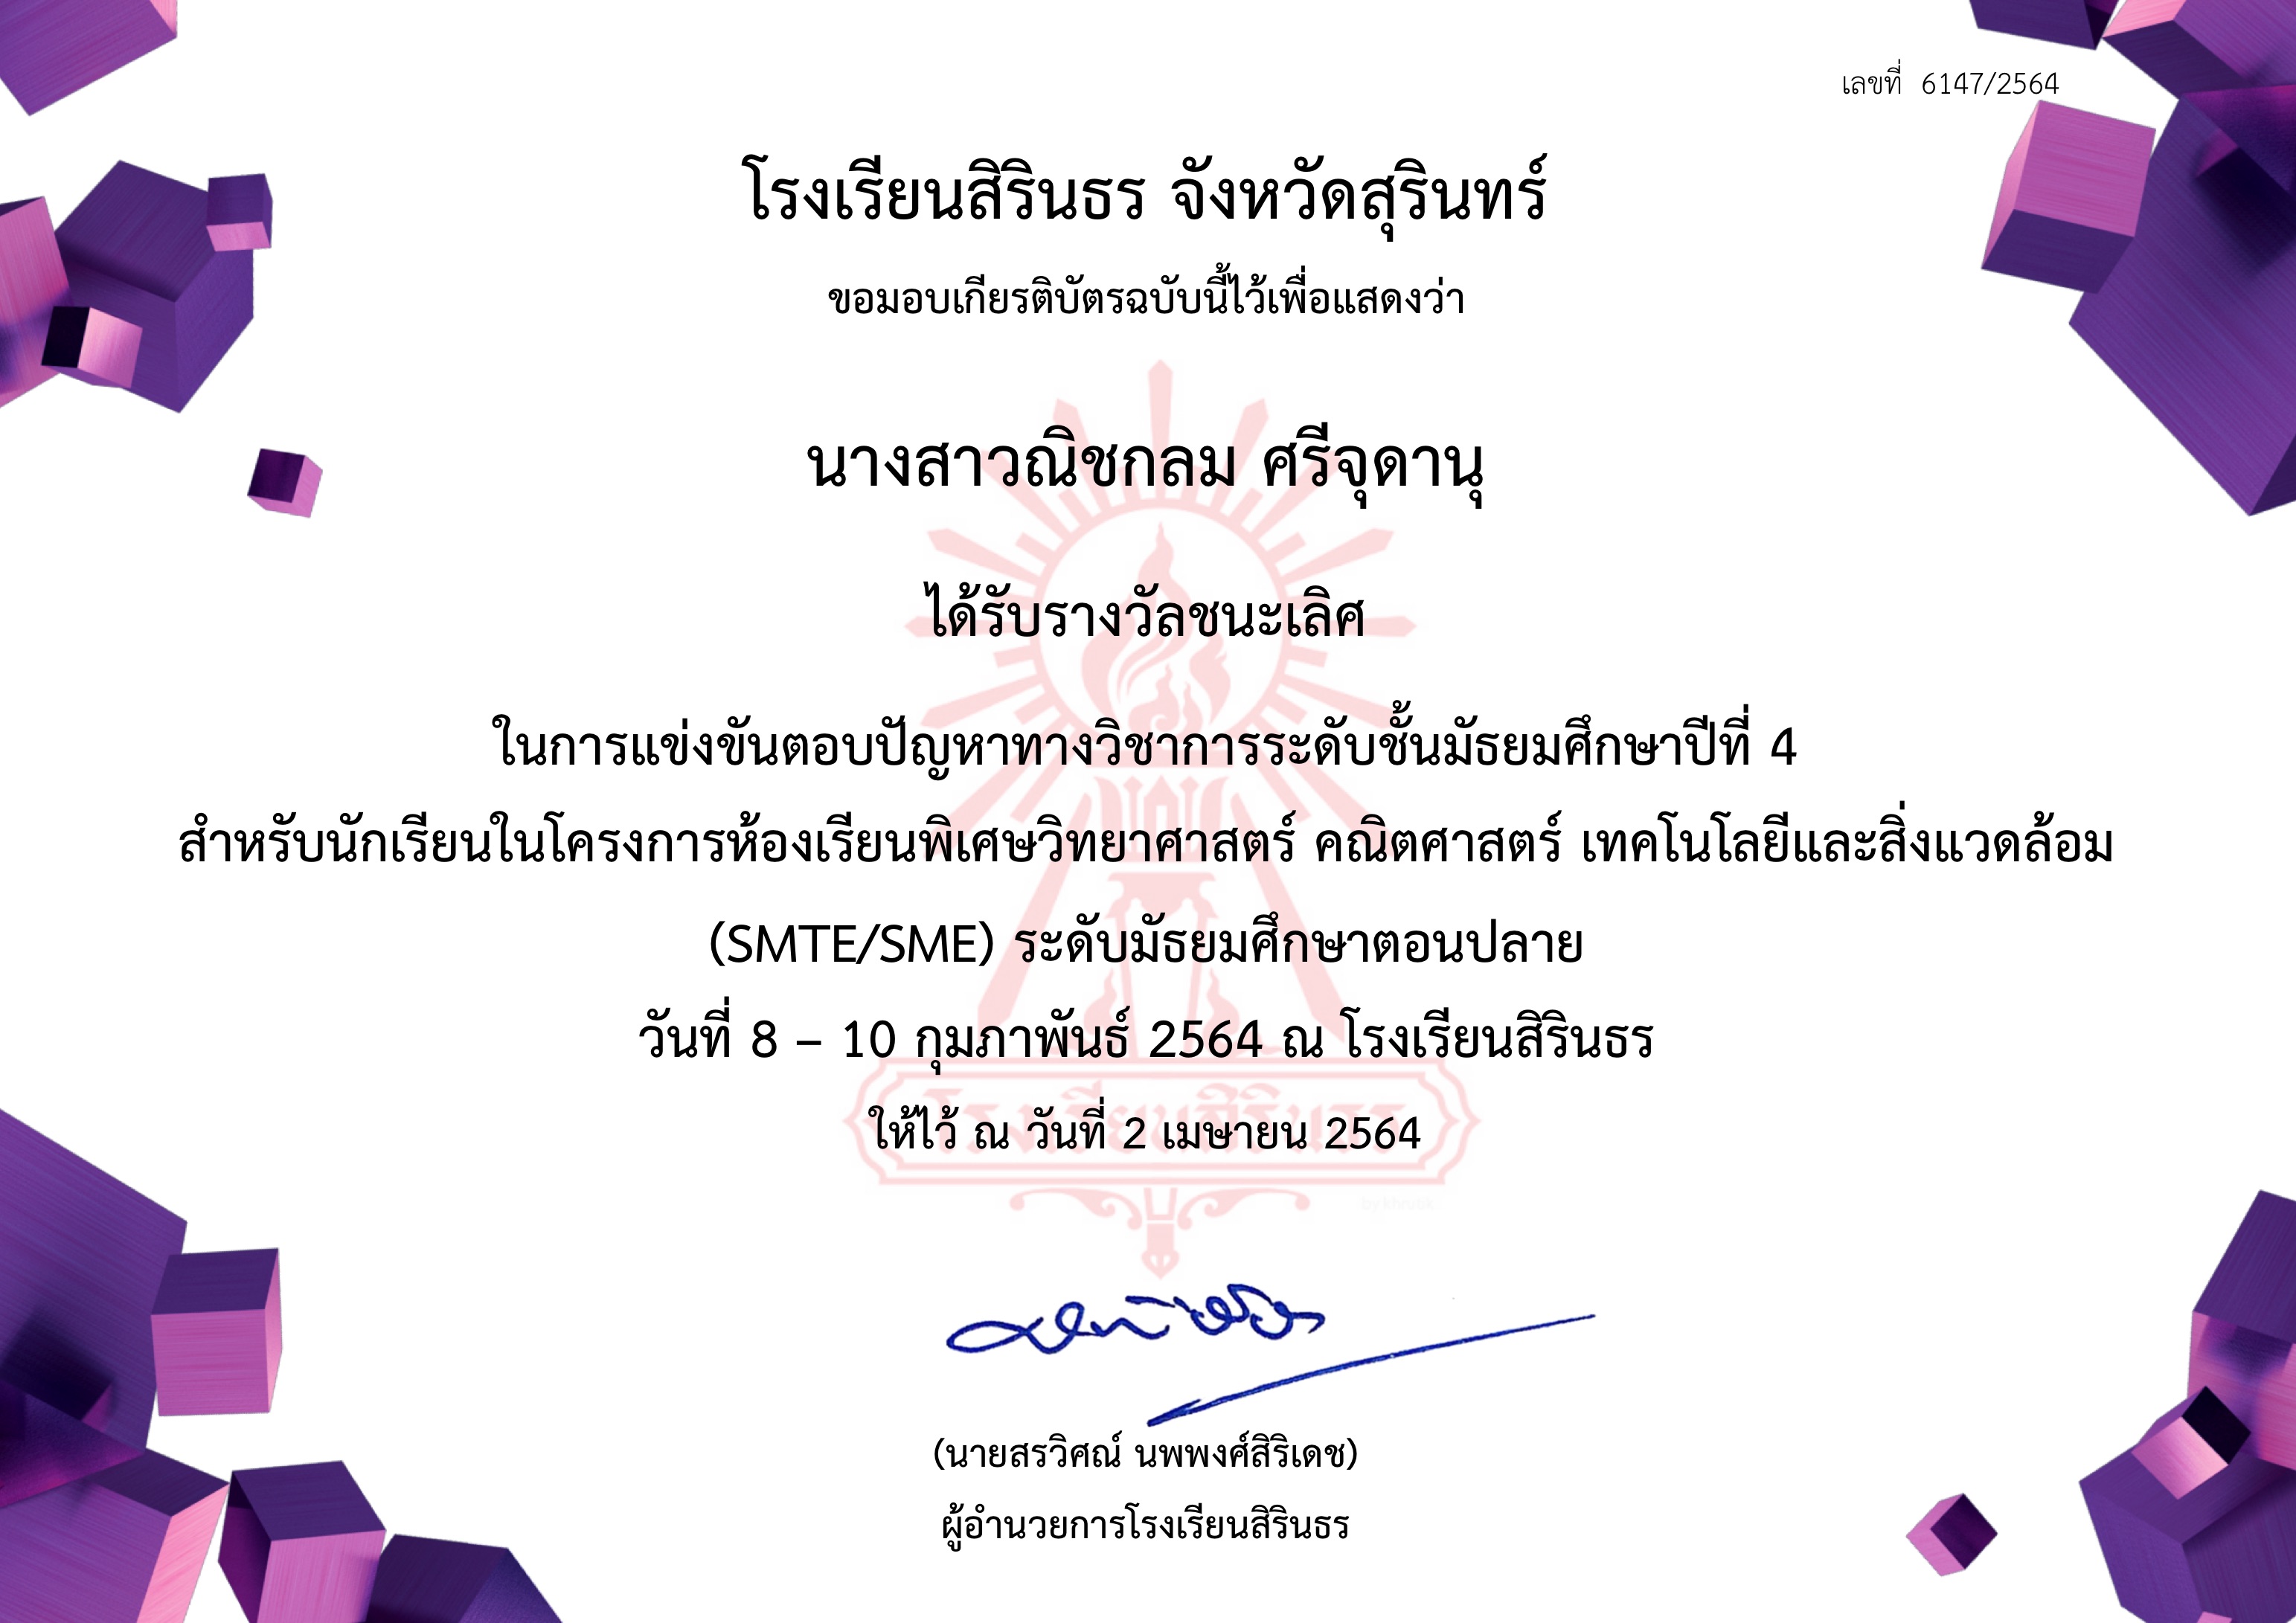 เลขที่ 6147/2564
โรงเรียนสิรินธร จังหวัดสุรินทร์
ขอมอบเกียรติบัตรฉบับนี้ไว้เพื่อแสดงว่า
นางสาวณิชกลม ศรีจุดานุ
ได้รับรางวัลชนะเลิศ
ในการแข่งขันตอบปัญหาทางวิชาการระดับชั้นมัธยมศึกษาปีที่ 4
สำหรับนักเรียนในโครงการห้องเรียนพิเศษวิทยาศาสตร์ คณิตศาสตร์ เทคโนโลยีและสิ่งแวดล้อม
(SMTE/SME) ระดับมัธยมศึกษาตอนปลาย
วันที่ 8 – 10 กุมภาพันธ์ 2564 ณ โรงเรียนสิรินธร
โรงเรียนสิรินธร
ให้ไว้ ณ วันที่ 2 เมษายน 2564
(นายสรวิศณ์ นพพงศ์สิริเดช)
ผู้อำนวยการโรงเรียนสิรินธร